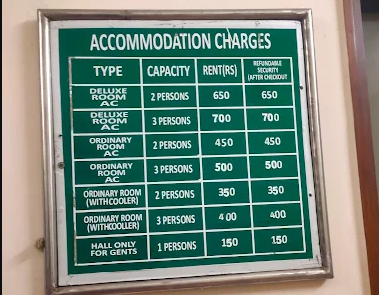 ACCOMMODATION CHARGES
TYPE CAPACITY RENT(RS) REFUNDABLE SECURITY (AFTER CHECKOUT
DELUXE ROOM AC 2 PERSONS 650 650
DELUXE ROOM AC 3 PERSONS 700 700
ORDINARY ROOM AC 2 PERSONS 450 450
ORDINARY ROOM AC 3 PERSONS 500 500
ORDINARY ROOM (WITHCOOLER) 2 PERSONS 350 350
ORDINARY ROOM (WITHCOOLER) 3 PERSONS 400 400
HALL ONLY FOR GENTS 1 PERSONS 150 150